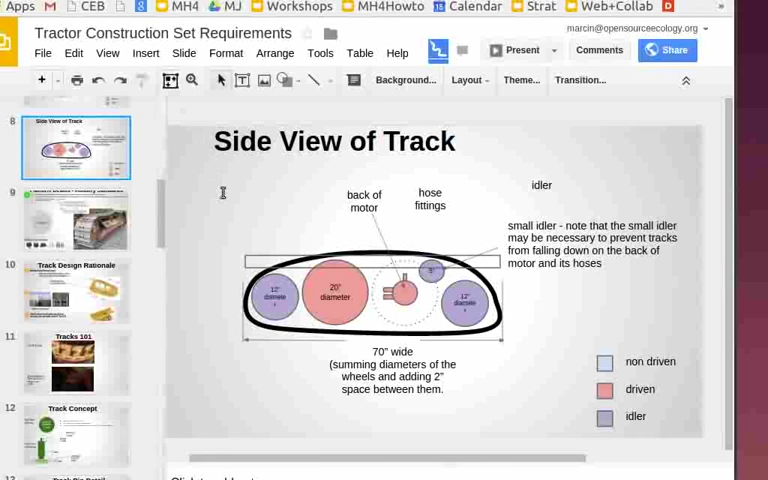 Apps M CEB 8 MH4 MJ Workshops MH4Howto Calendar Strat Web+Collab
Tractor Construction Set Requirements
marcin@opensourceecology.org
File Edit View Insert Slide Format Arrange Tools Table Help
Present Comments Share
Background... Layout Theme... Transition...
8
Side View of Track
9
10
Track Design Rationale
11
Tracks 101
12
Track Concept
Side View of Track
back of
motor
hose
fittings
idler
small idler - note that the small idler
may be necessary to prevent tracks
from falling down on the back of
motor and its hoses
12"
diamete
r
20"
diameter
12"
diamete
r
70" wide
(summing diameters of the
wheels and adding 2"
space between them.
non driven
driven
idler